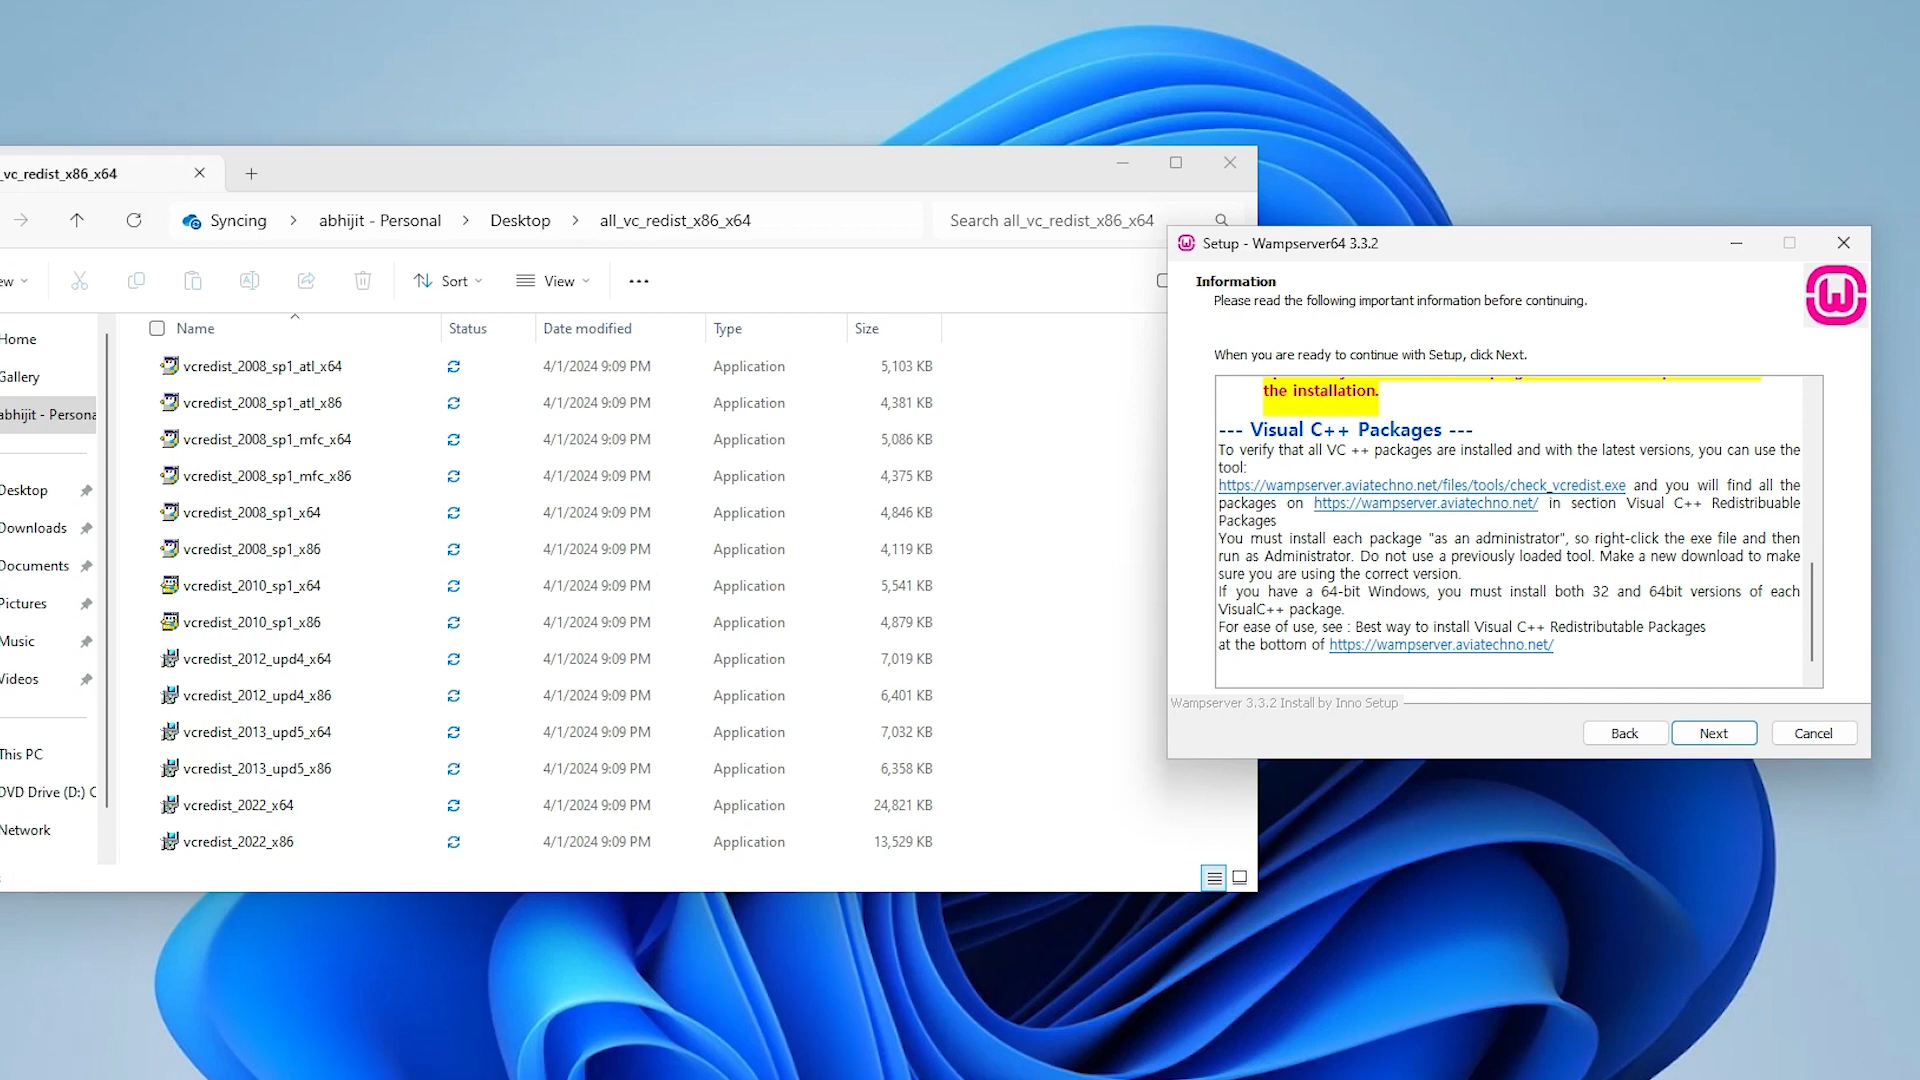 _vc_redist_x86_x64
Syncing > abhijit - Personal > Desktop > all_vc_redist_x86_x64
Search all_vc_redist_x86_x64
ew
Sort
View
Home
Gallery
abhijit - Persona
Desktop
Downloads
Documents
Pictures
Music
Videos
This PC
DVD Drive (D:) C
Network
Name Status Date modified Type Size
vcredist_2008_sp1_atl_x64 4/1/2024 9:09 PM Application 5,103 KB
vcredist_2008_sp1_atl_x86 4/1/2024 9:09 PM Application 4,381 KB
vcredist_2008_sp1_mfc_x64 4/1/2024 9:09 PM Application 5,086 KB
vcredist_2008_sp1_mfc_x86 4/1/2024 9:09 PM Application 4,375 KB
vcredist_2008_sp1_x64 4/1/2024 9:09 PM Application 4,846 KB
vcredist_2008_sp1_x86 4/1/2024 9:09 PM Application 4,119 KB
vcredist_2010_sp1_x64 4/1/2024 9:09 PM Application 5,541 KB
vcredist_2010_sp1_x86 4/1/2024 9:09 PM Application 4,879 KB
vcredist_2012_upd4_x64 4/1/2024 9:09 PM Application 7,019 KB
vcredist_2012_upd4_x86 4/1/2024 9:09 PM Application 6,401 KB
vcredist_2013_upd5_x64 4/1/2024 9:09 PM Application 7,032 KB
vcredist_2013_upd5_x86 4/1/2024 9:09 PM Application 6,358 KB
vcredist_2022_x64 4/1/2024 9:09 PM Application 24,821 KB
vcredist_2022_x86 4/1/2024 9:09 PM Application 13,529 KB
Setup - Wampserver64 3.3.2
Information
Please read the following important information before continuing.
When you are ready to continue with Setup, click Next.
the installation.
--- Visual C++ Packages ---
To verify that all VC ++ packages are installed and with the latest versions, you can use the
tool:
https://wampserver.aviatechno.net/files/tools/check_vcredist.exe and you will find all the
packages on https://wampserver.aviatechno.net/ in section Visual C++ Redistribuable
Packages
You must install each package "as an administrator", so right-click the exe file and then
run as Administrator. Do not use a previously loaded tool. Make a new download to make
sure you are using the correct version.
If you have a 64-bit Windows, you must install both 32 and 64bit versions of each
VisualC++ package.
For ease of use, see : Best way to install Visual C++ Redistributable Packages
at the bottom of https://wampserver.aviatechno.net/
Wampserver 3.3.2 Install by Inno Setup
Back
Next
Cancel